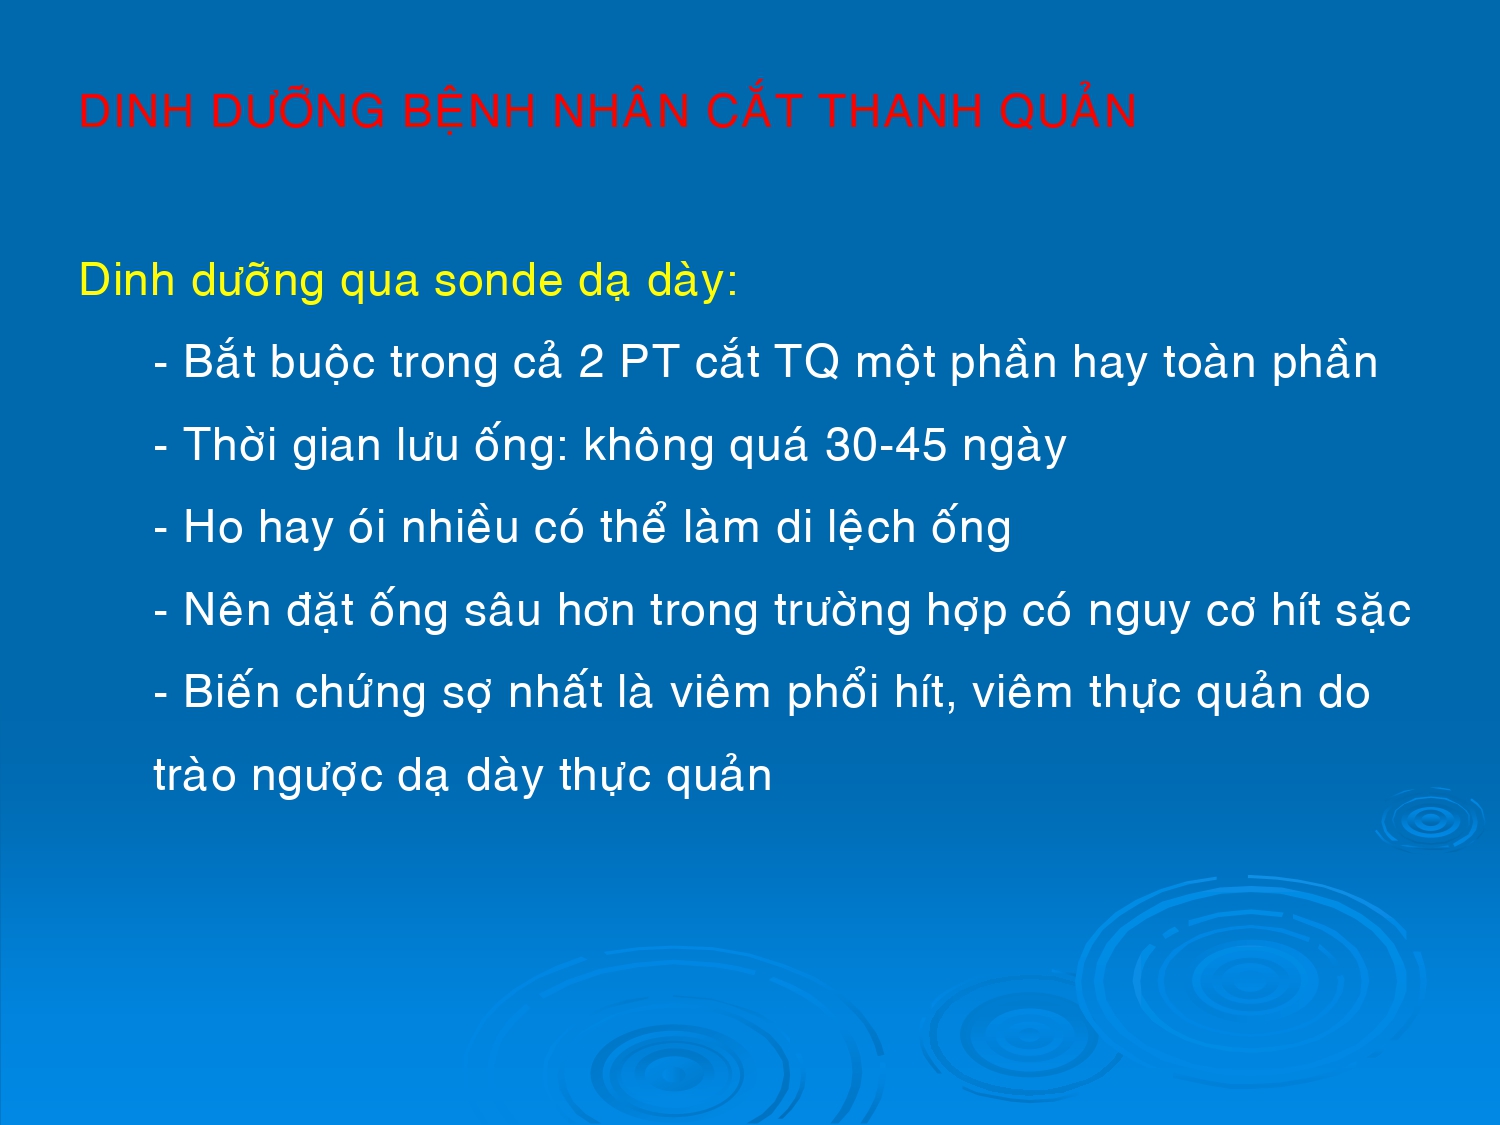 DINH DƯỠNG BỆNH NHÂN CẮT THANH QUẢN
Dinh dưỡng qua sonde dạ dày:
- Bắt buộc trong cả 2 PT cắt TQ một phần hay toàn phần
- Thời gian lưu ống: không quá 30-45 ngày
- Ho hay ói nhiều có thể làm di lệch ống
- Nên đặt ống sâu hơn trong trường hợp có nguy cơ hít sặc
- Biến chứng sợ nhất là viêm phổi hít, viêm thực quản do
trào ngược dạ dày thực quản